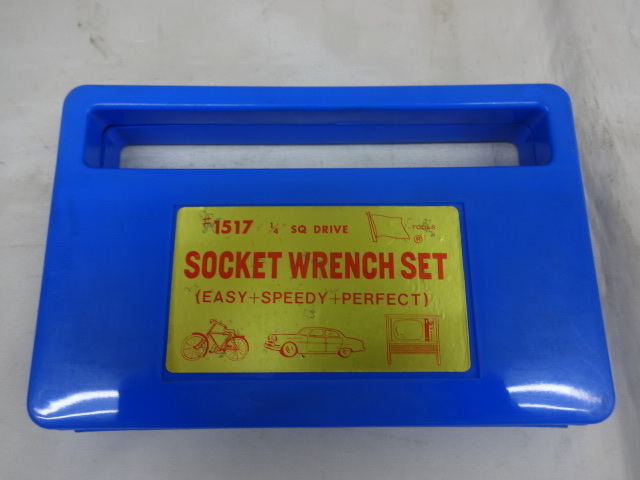 #1517 1/4 SQ DRIVE TOOLS ®
SOCKET WRENCH SET
(EASY+SPEEDY+PERFECT)